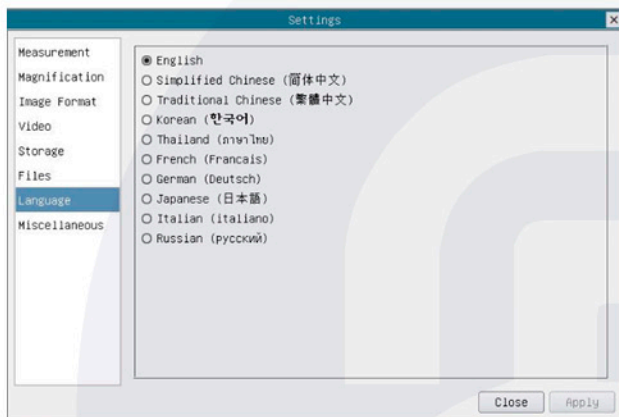 Settings
Measurement
Magnification
Image Format
Video
Storage
Files
Language
Miscellaneous
English
Simplified Chinese (简体中文)
Traditional Chinese (繁體中文)
Korean (한국어)
Thailand (ภาษาไทย)
French (Francais)
German (Deutsch)
Japanese (日本語)
Italian (italiano)
Russian (русский)
Close
Apply